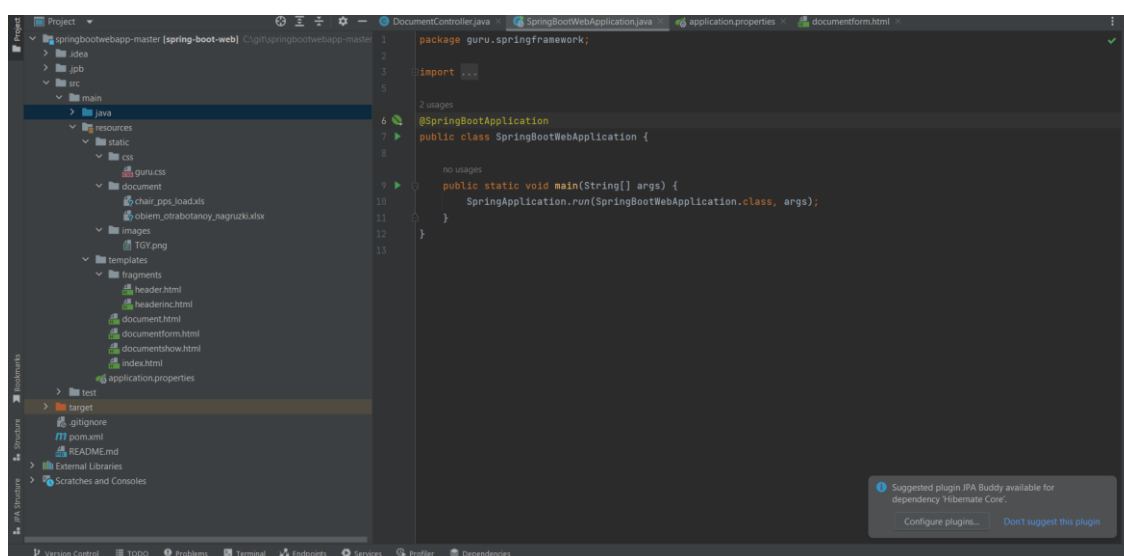 Project
DocumentController.java
SpringBootWebApplication.java
application.properties
documentform.html
Project
springbootwebapp-master [spring-boot-web] C:\git\springbootwebapp-master
.idea
.jpb
src
main
java
resources
static
css
guru.css
document
chair_pps_load.xls
obiem_otrabotanoy_nagruzki.xlsx
images
TGY.png
templates
fragments
header.html
headerinc.html
document.html
documentform.html
documentshow.html
index.html
application.properties
test
target
.gitignore
pom.xml
README.md
External Libraries
Scratches and Consoles
Bookmarks
Structure
JPA Structure
1 package guru.springframework;
2
3 import ...
5
2 usages
6 @SpringBootApplication
7 public class SpringBootWebApplication {
8
no usages
9 public static void main(String[] args) {
10 SpringApplication.run(SpringBootWebApplication.class, args);
11 }
12 }
13
Suggested plugin JPA Buddy available for
dependency 'Hibernate Core'.
Configure plugins... Don't suggest this plugin
Version Control TODO Problems Terminal Endpoints Services Profiler Dependencies